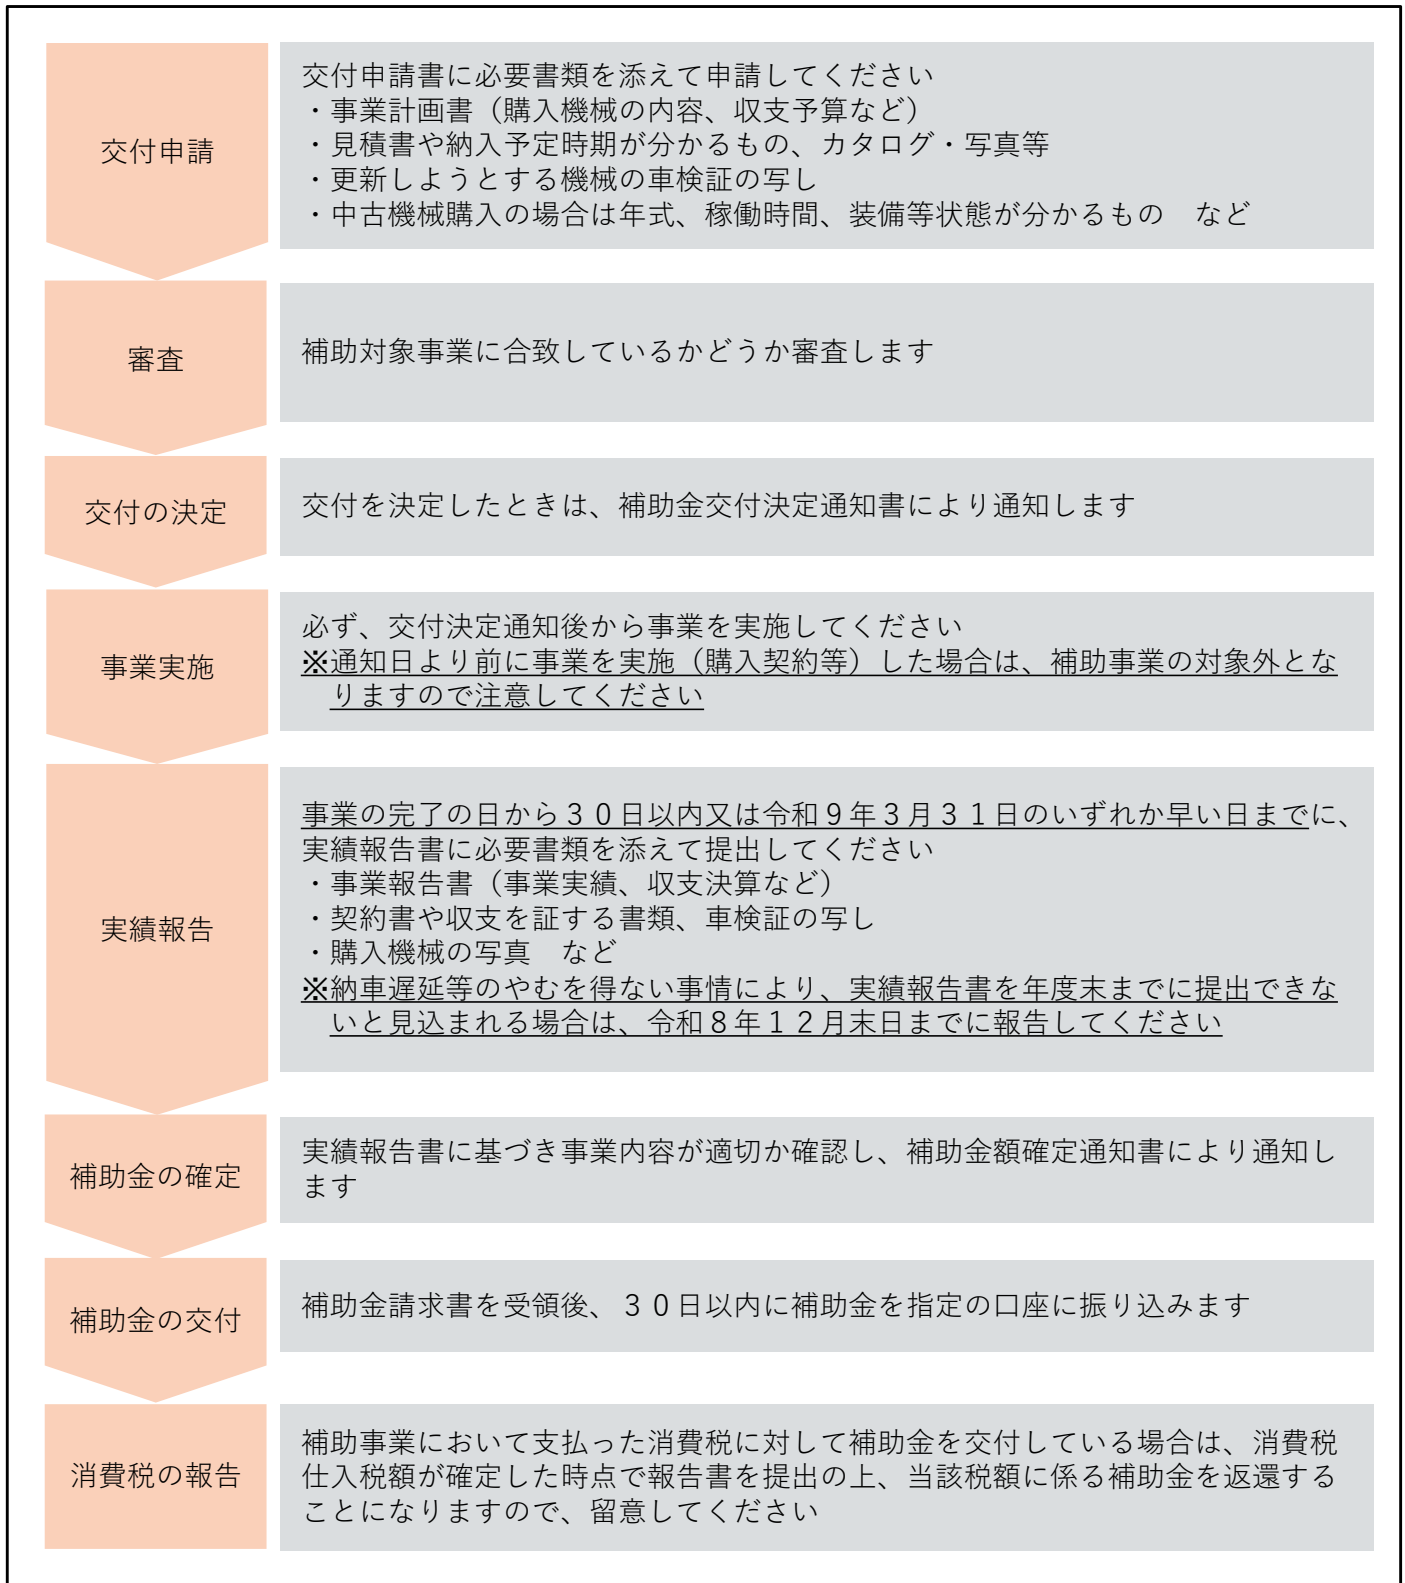 交付申請
交付申請書に必要書類を添えて申請してください
・事業計画書（購入機械の内容、収支予算など）
・見積書や納入予定時期が分かるもの、カタログ・写真等
・更新しようとする機械の車検証の写し
・中古機械購入の場合は年式、稼働時間、装備等状態が分かるもの　など
審査
補助対象事業に合致しているかどうか審査します
交付の決定
交付を決定したときは、補助金交付決定通知書により通知します
事業実施
必ず、交付決定通知後から事業を実施してください
※通知日より前に事業を実施（購入契約等）した場合は、補助事業の対象外とな
りますので注意してください
実績報告
事業の完了の日から３０日以内又は令和９年３月３１日のいずれか早い日までに、
実績報告書に必要書類を添えて提出してください
・事業報告書（事業実績、収支決算など）
・契約書や収支を証する書類、車検証の写し
・購入機械の写真　など
※納車遅延等のやむを得ない事情により、実績報告書を年度末までに提出できな
いと見込まれる場合は、令和８年１２月末日までに報告してください
補助金の確定
実績報告書に基づき事業内容が適切か確認し、補助金額確定通知書により通知し
ます
補助金の交付
補助金請求書を受領後、３０日以内に補助金を指定の口座に振り込みます
消費税の報告
補助事業において支払った消費税に対して補助金を交付している場合は、消費税
仕入税額が確定した時点で報告書を提出の上、当該税額に係る補助金を返還する
ことになりますので、留意してください